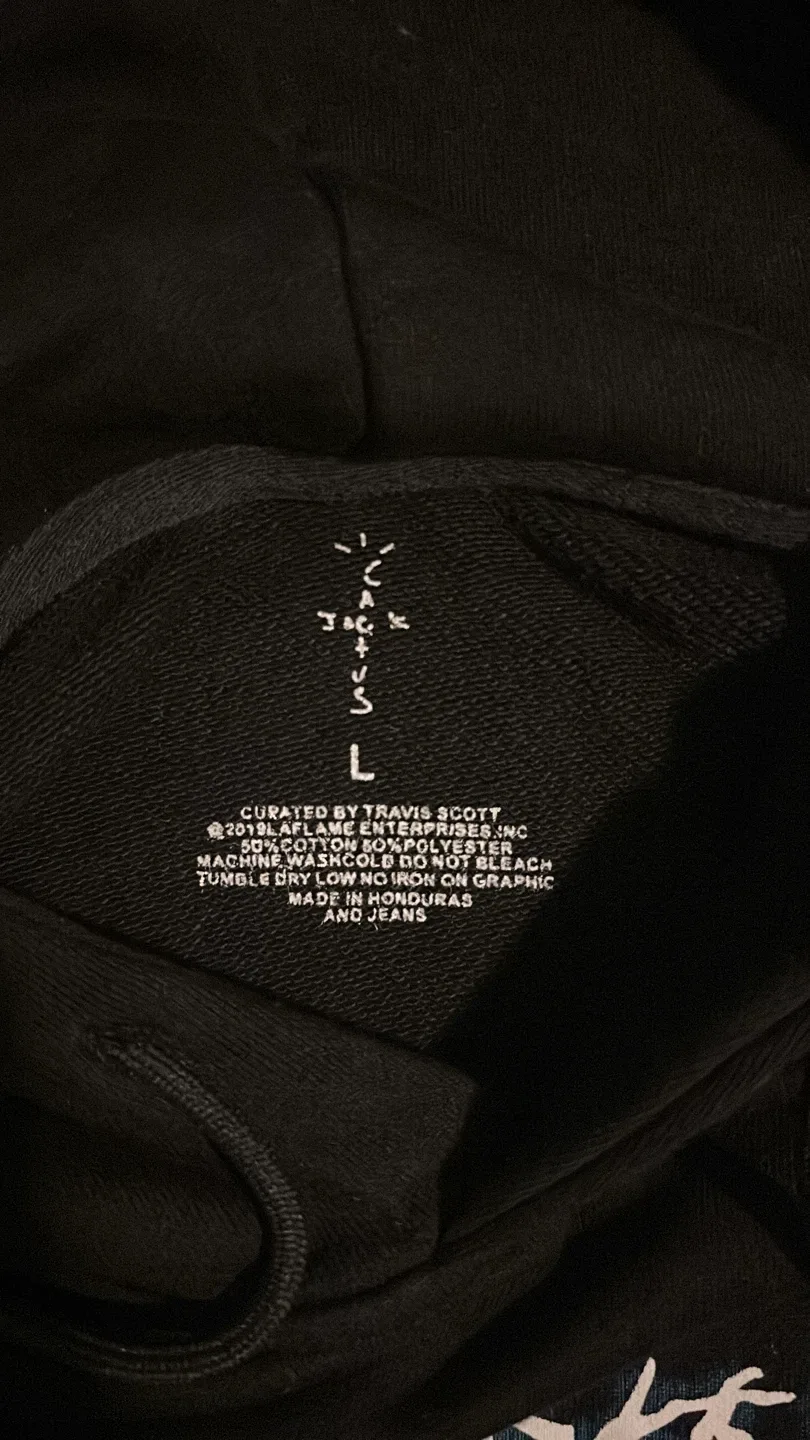 CACTUS
JACK
L
CURATED BY TRAVIS SCOTT
©2019LAFLAME ENTERPRISES,INC
50%COTTON 50%POLYESTER
MACHINE WASHCOLD DO NOT BLEACH
TUMBLE DRY LOW NO IRON ON GRAPHIC
MADE IN HONDURAS
AND JEANS